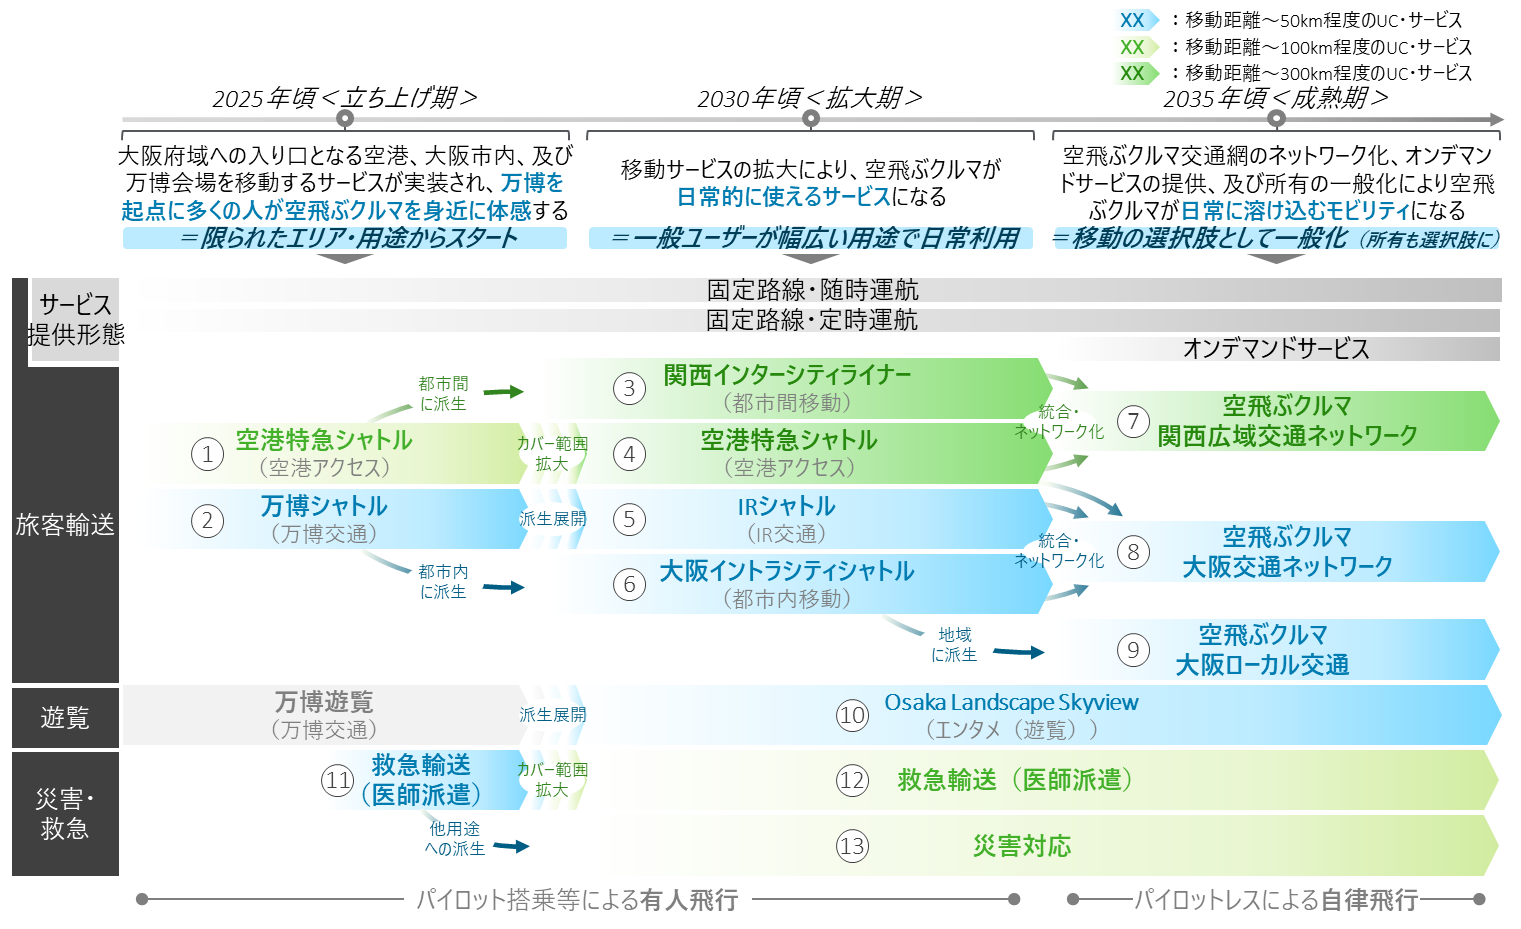 XX ：移動距離～50km程度のUC・サービス
XX ：移動距離～100km程度のUC・サービス
XX ：移動距離～300km程度のUC・サービス
2025年頃＜立ち上げ期＞
2030年頃＜拡大期＞
2035年頃＜成熟期＞
大阪府域への入り口となる空港、大阪市内、及び
万博会場を移動するサービスが実装され、万博を
起点に多くの人が空飛ぶクルマを身近に体感する
＝限られたエリア・用途からスタート
移動サービスの拡大により、空飛ぶクルマが
日常的に使えるサービスになる
＝一般ユーザーが幅広い用途で日常利用
空飛ぶクルマ交通網のネットワーク化、オンデマン
ドサービスの提供、及び所有の一般化により空飛
ぶクルマが日常に溶け込むモビリティになる
＝移動の選択肢として一般化（所有も選択肢に）
サービス
提供形態
固定路線・随時運航
固定路線・定時運航
オンデマンドサービス
旅客輸送
都市間
に派生
③
関西インターシティライナー
（都市間移動）
①
空港特急シャトル
（空港アクセス）
カバー範囲
拡大
④
空港特急シャトル
（空港アクセス）
統合・
ネットワーク化
⑦
空飛ぶクルマ
関西広域交通ネットワーク
②
万博シャトル
（万博交通）
派生展開
⑤
IRシャトル
（IR交通）
都市内
に派生
⑥
大阪イントラシティシャトル
（都市内移動）
統合・
ネットワーク化
⑧
空飛ぶクルマ
大阪交通ネットワーク
地域
に派生
⑨
空飛ぶクルマ
大阪ローカル交通
遊覧
万博遊覧
（万博交通）
派生展開
⑩
Osaka Landscape Skyview
（エンタメ（遊覧））
災害・
救急
⑪
救急輸送
（医師派遣）
カバー範囲
拡大
⑫
救急輸送（医師派遣）
他用途
への派生
⑬
災害対応
パイロット搭乗等による有人飛行
パイロットレスによる自律飛行